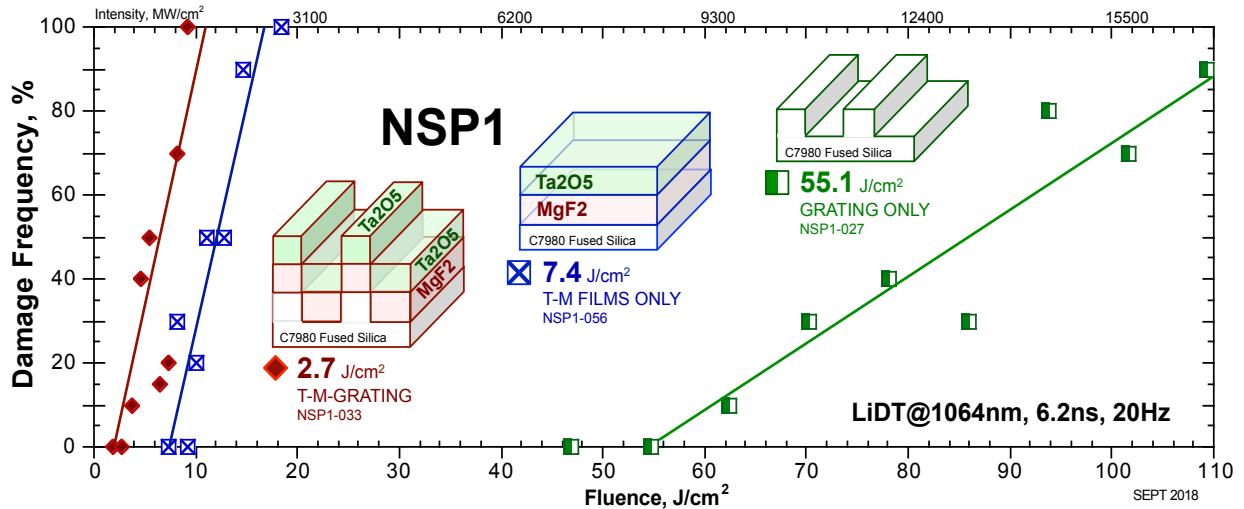 Intensity, MW/cm²
3100
6200
9300
12400
15500
100
80
60
40
20
0
Damage Frequency, %
NSP1
Ta2O5
Ta2O5
MgF2
C7980 Fused Silica
2.7 J/cm²
T-M-GRATING
NSP1-033
Ta2O5
MgF2
C7980 Fused Silica
7.4 J/cm²
T-M FILMS ONLY
NSP1-056
C7980 Fused Silica
55.1 J/cm²
GRATING ONLY
NSP1-027
LiDT@1064nm, 6.2ns, 20Hz
0 10 20 30 40 50 60 70 80 90 100 110
Fluence, J/cm²
SEPT 2018